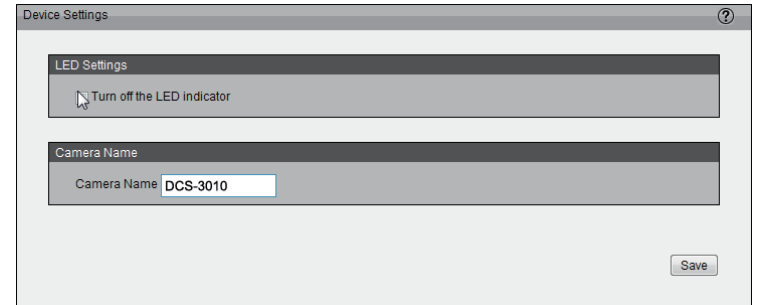 Device Settings ?
LED Settings
Turn off the LED indicator
Camera Name
Camera Name DCS-3010
Save